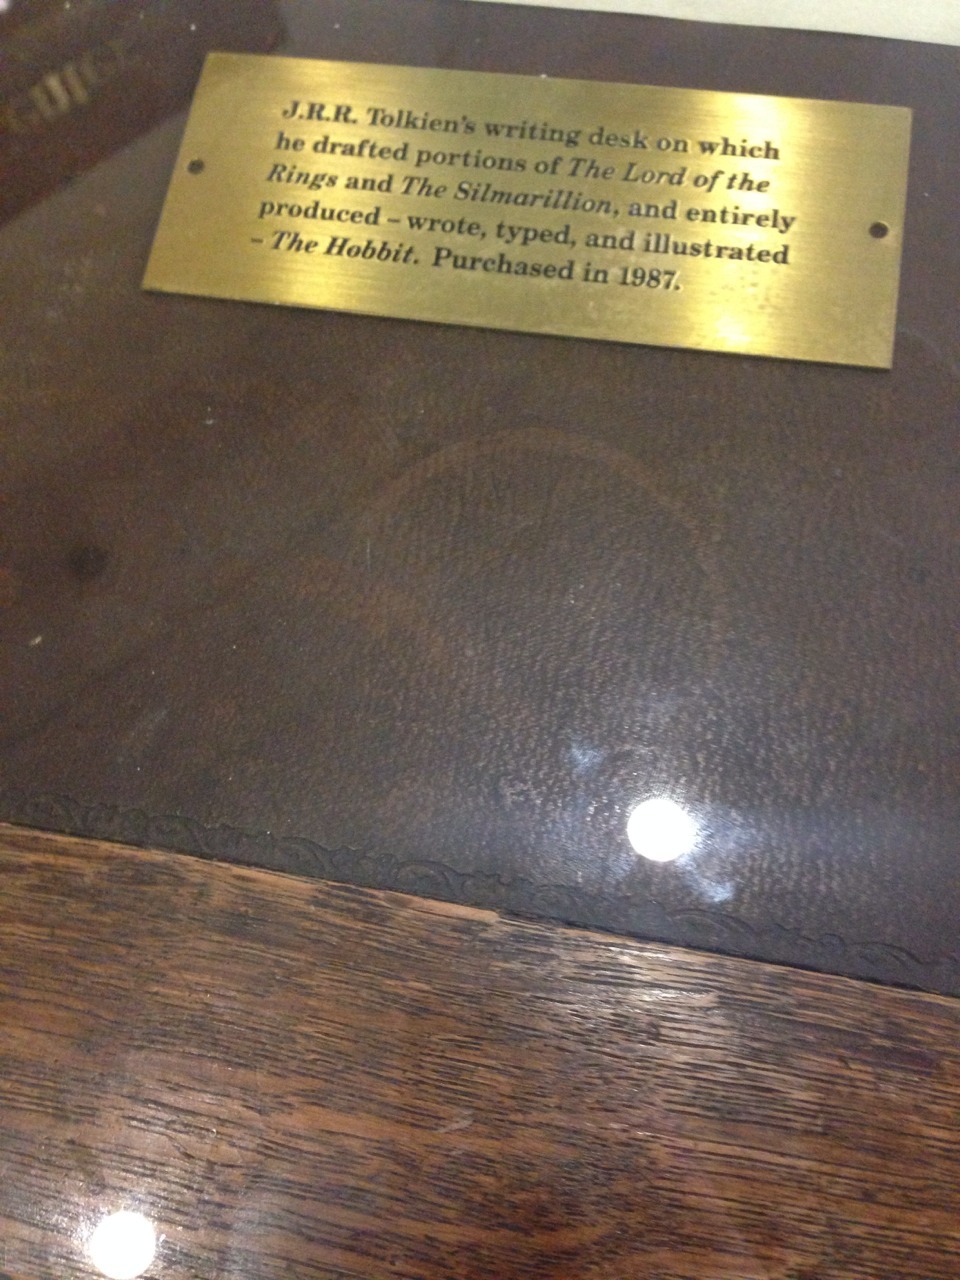 J.R.R. Tolkien's writing desk on which
he drafted portions of The Lord of the
Rings and The Silmarillion, and entirely
produced – wrote, typed, and illustrated
– The Hobbit. Purchased in 1987.